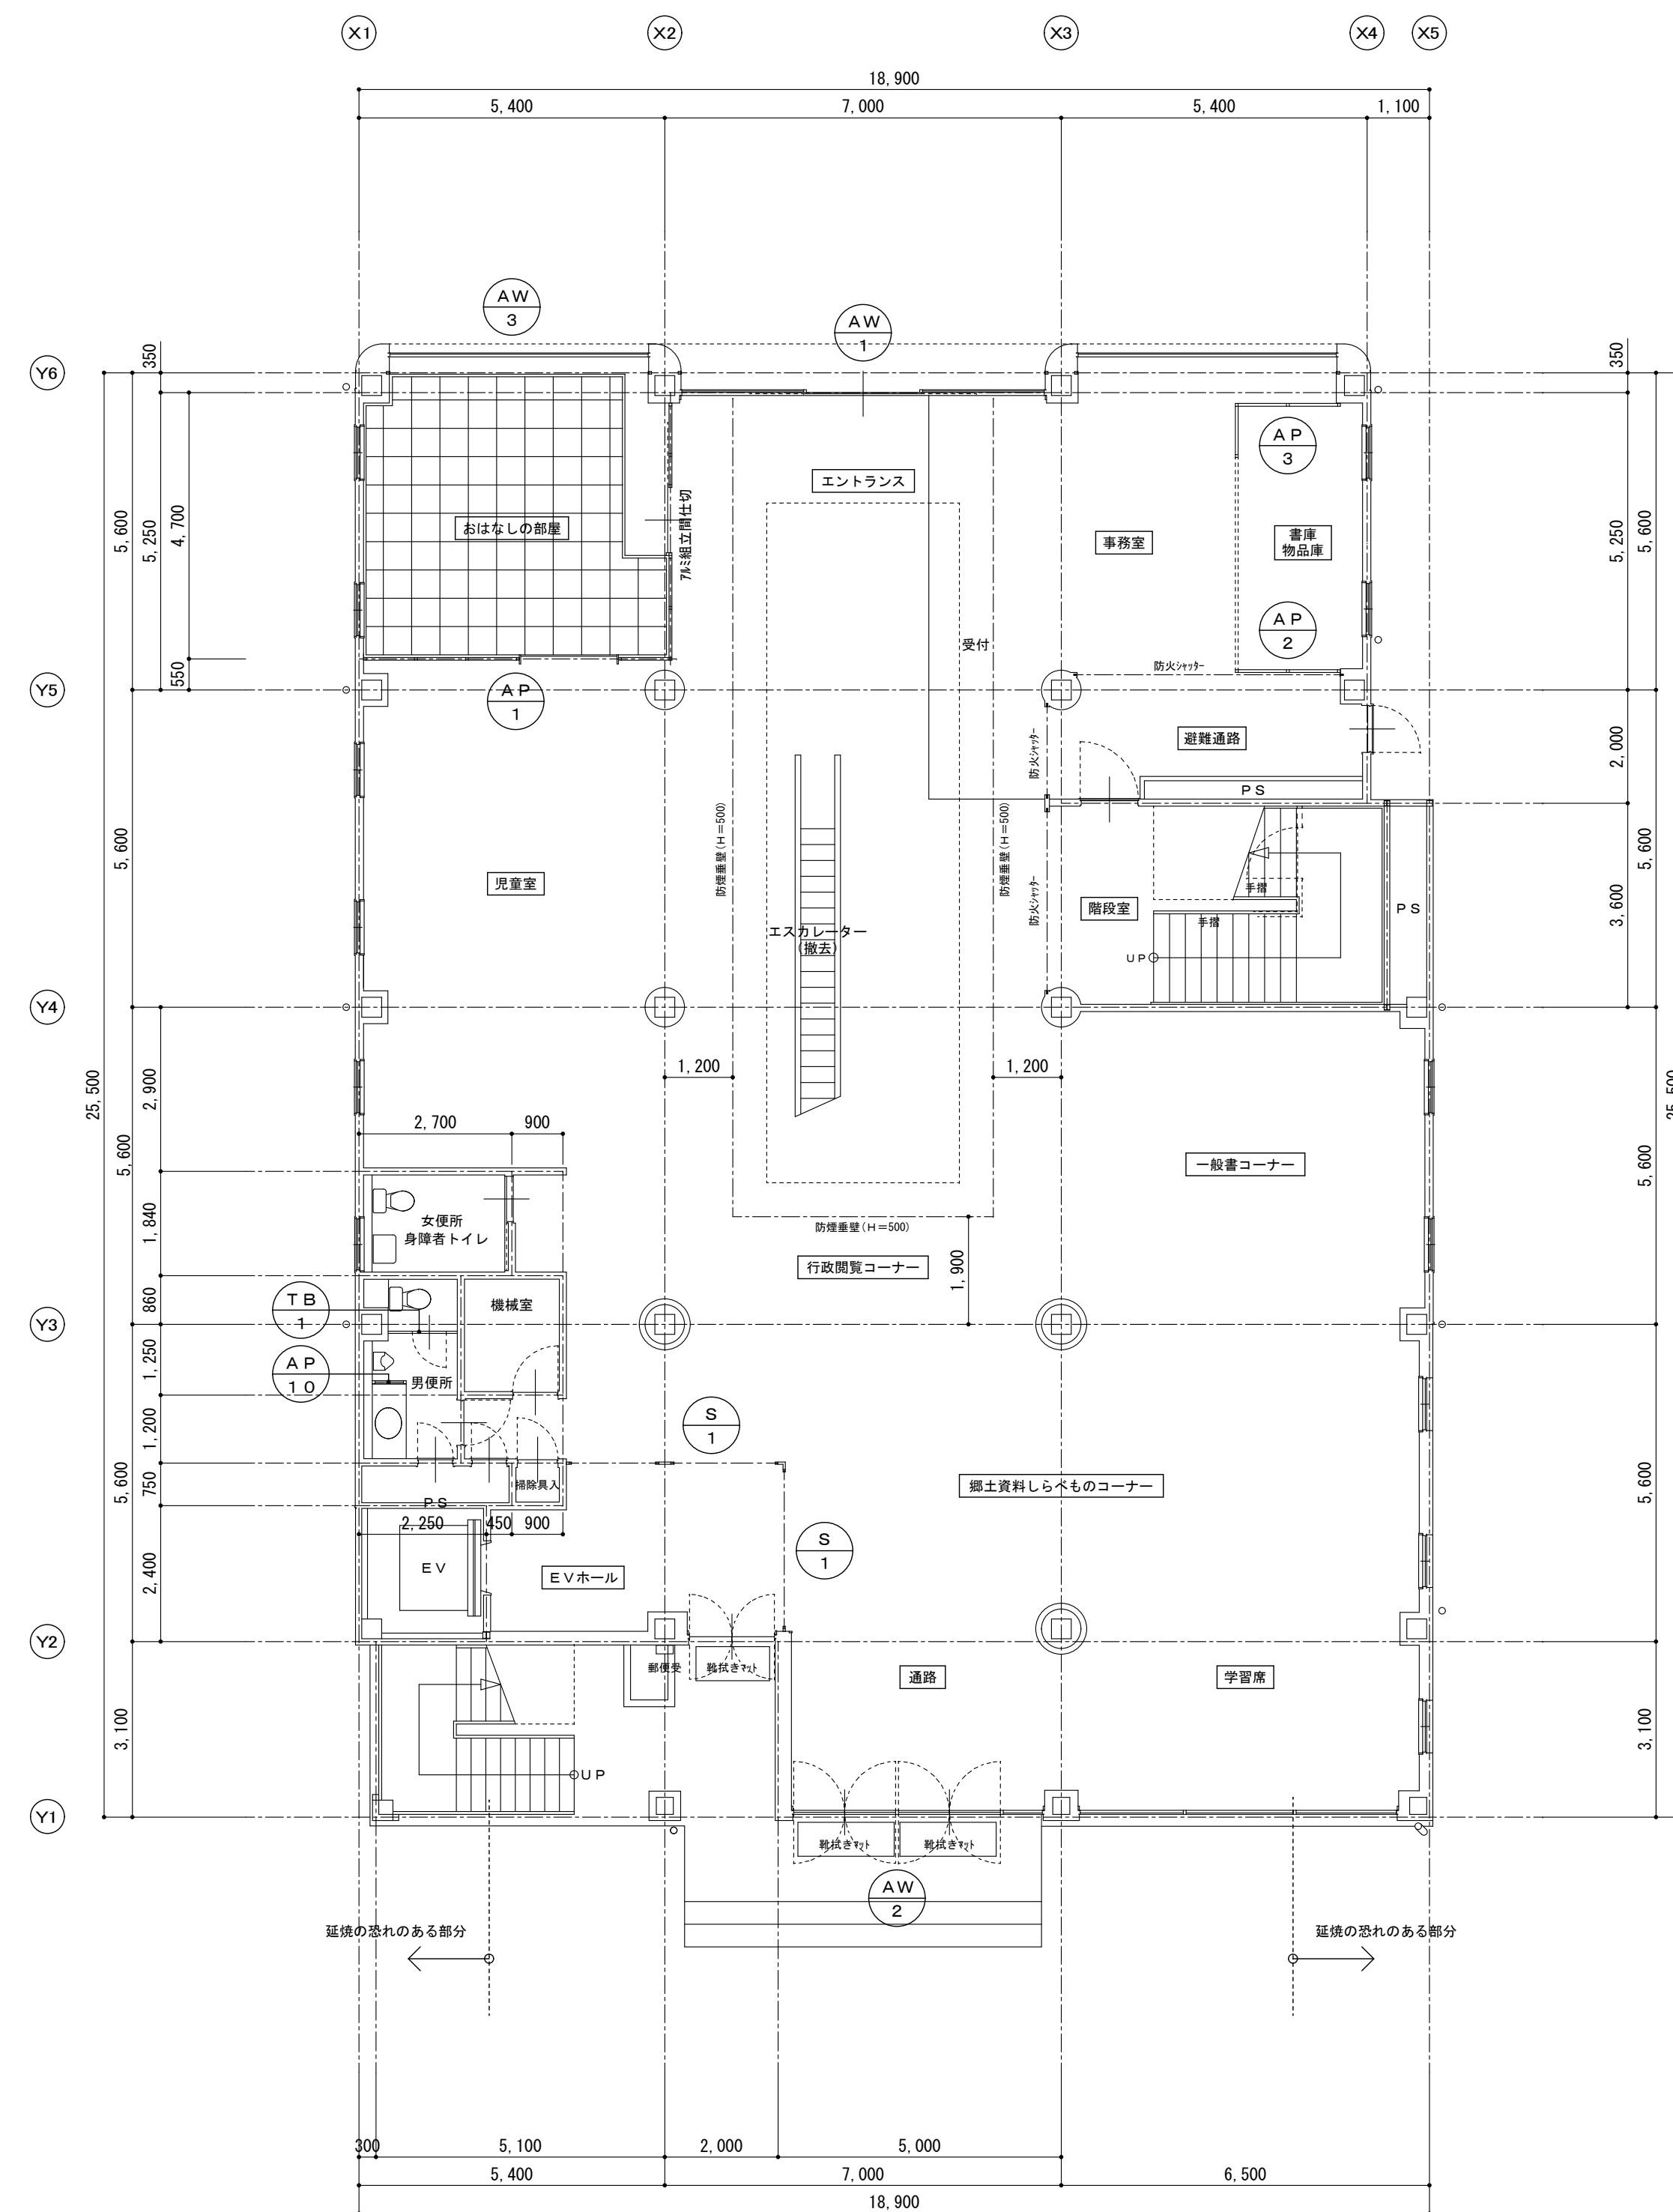 X1
X2
X3
X4
X5
18,900
5,400
7,000
5,400
1,100
AW
3
AW
1
350
350
Y6
5,600
5,250
4,700
550
おはなしの部屋
アルミ組立間仕切
エントランス
事務室
AP
3
書庫
物品庫
AP
2
5,250
5,600
受付
防火シャッター
Y5
Y5
AP
1
避難通路
防火シャッター
PS
2,000
防煙垂壁(H=500)
防煙垂壁(H=500)
5,600
児童室
エスカレーター
(撤去)
防火シャッター
階段室
手摺
手摺
UP
PS
3,600
5,600
Y4
Y4
25,500
25,500
2,900
1,200
1,200
2,700
900
5,600
一般書コーナー
5,600
1,840
女便所
身障者トイレ
防煙垂壁(H=500)
行政閲覧コーナー
1,900
TB
1
860
機械室
Y3
Y3
AP
10
1,250
男便所
1,200
S
1
5,600
750
掃除具入
PS
郷土資料しらべものコーナー
5,600
2,250
450
900
S
1
2,400
EV
EVホール
Y2
Y2
郵便受
靴拭きマット
通路
学習席
3,100
UP
3,100
Y1
Y1
靴拭きマット
靴拭きマット
AW
2
延焼の恐れのある部分
延焼の恐れのある部分
300
5,100
2,000
5,000
5,400
7,000
6,500
18,900